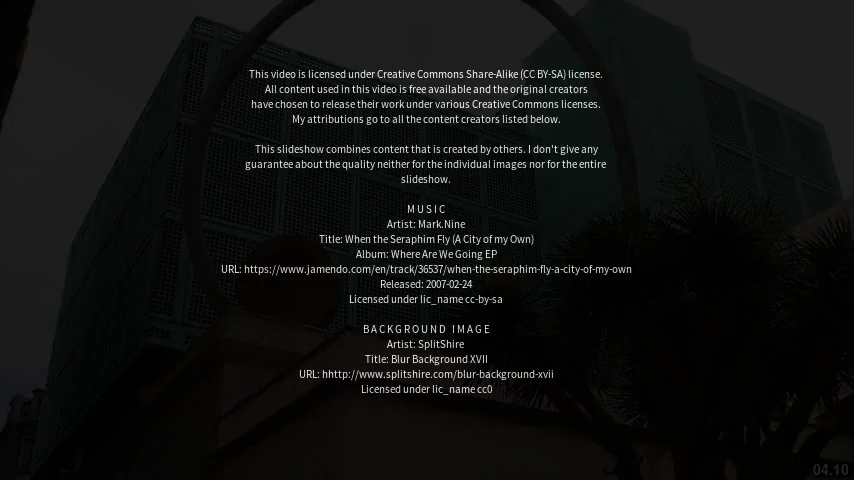 This video is licensed under Creative Commons Share-Alike (CC BY-SA) license.
All content used in this video is free available and the original creators
have chosen to release their work under various Creative Commons licenses.
My attributions go to all the content creators listed below.
This slideshow combines content that is created by others. I don't give any
guarantee about the quality neither for the individual images nor for the entire
slideshow.
MUSIC
Artist: Mark.Nine
Title: When the Seraphim Fly (A City of my Own)
Album: Where Are We Going EP
URL: https://www.jamendo.com/en/track/36537/when-the-seraphim-fly-a-city-of-my-own
Released: 2007-02-24
Licensed under lic_name cc-by-sa
BACKGROUND IMAGE
Artist: SplitShire
Title: Blur Background XVII
URL: hhttp://www.splitshire.com/blur-background-xvii
Licensed under lic_name cc0
04.10